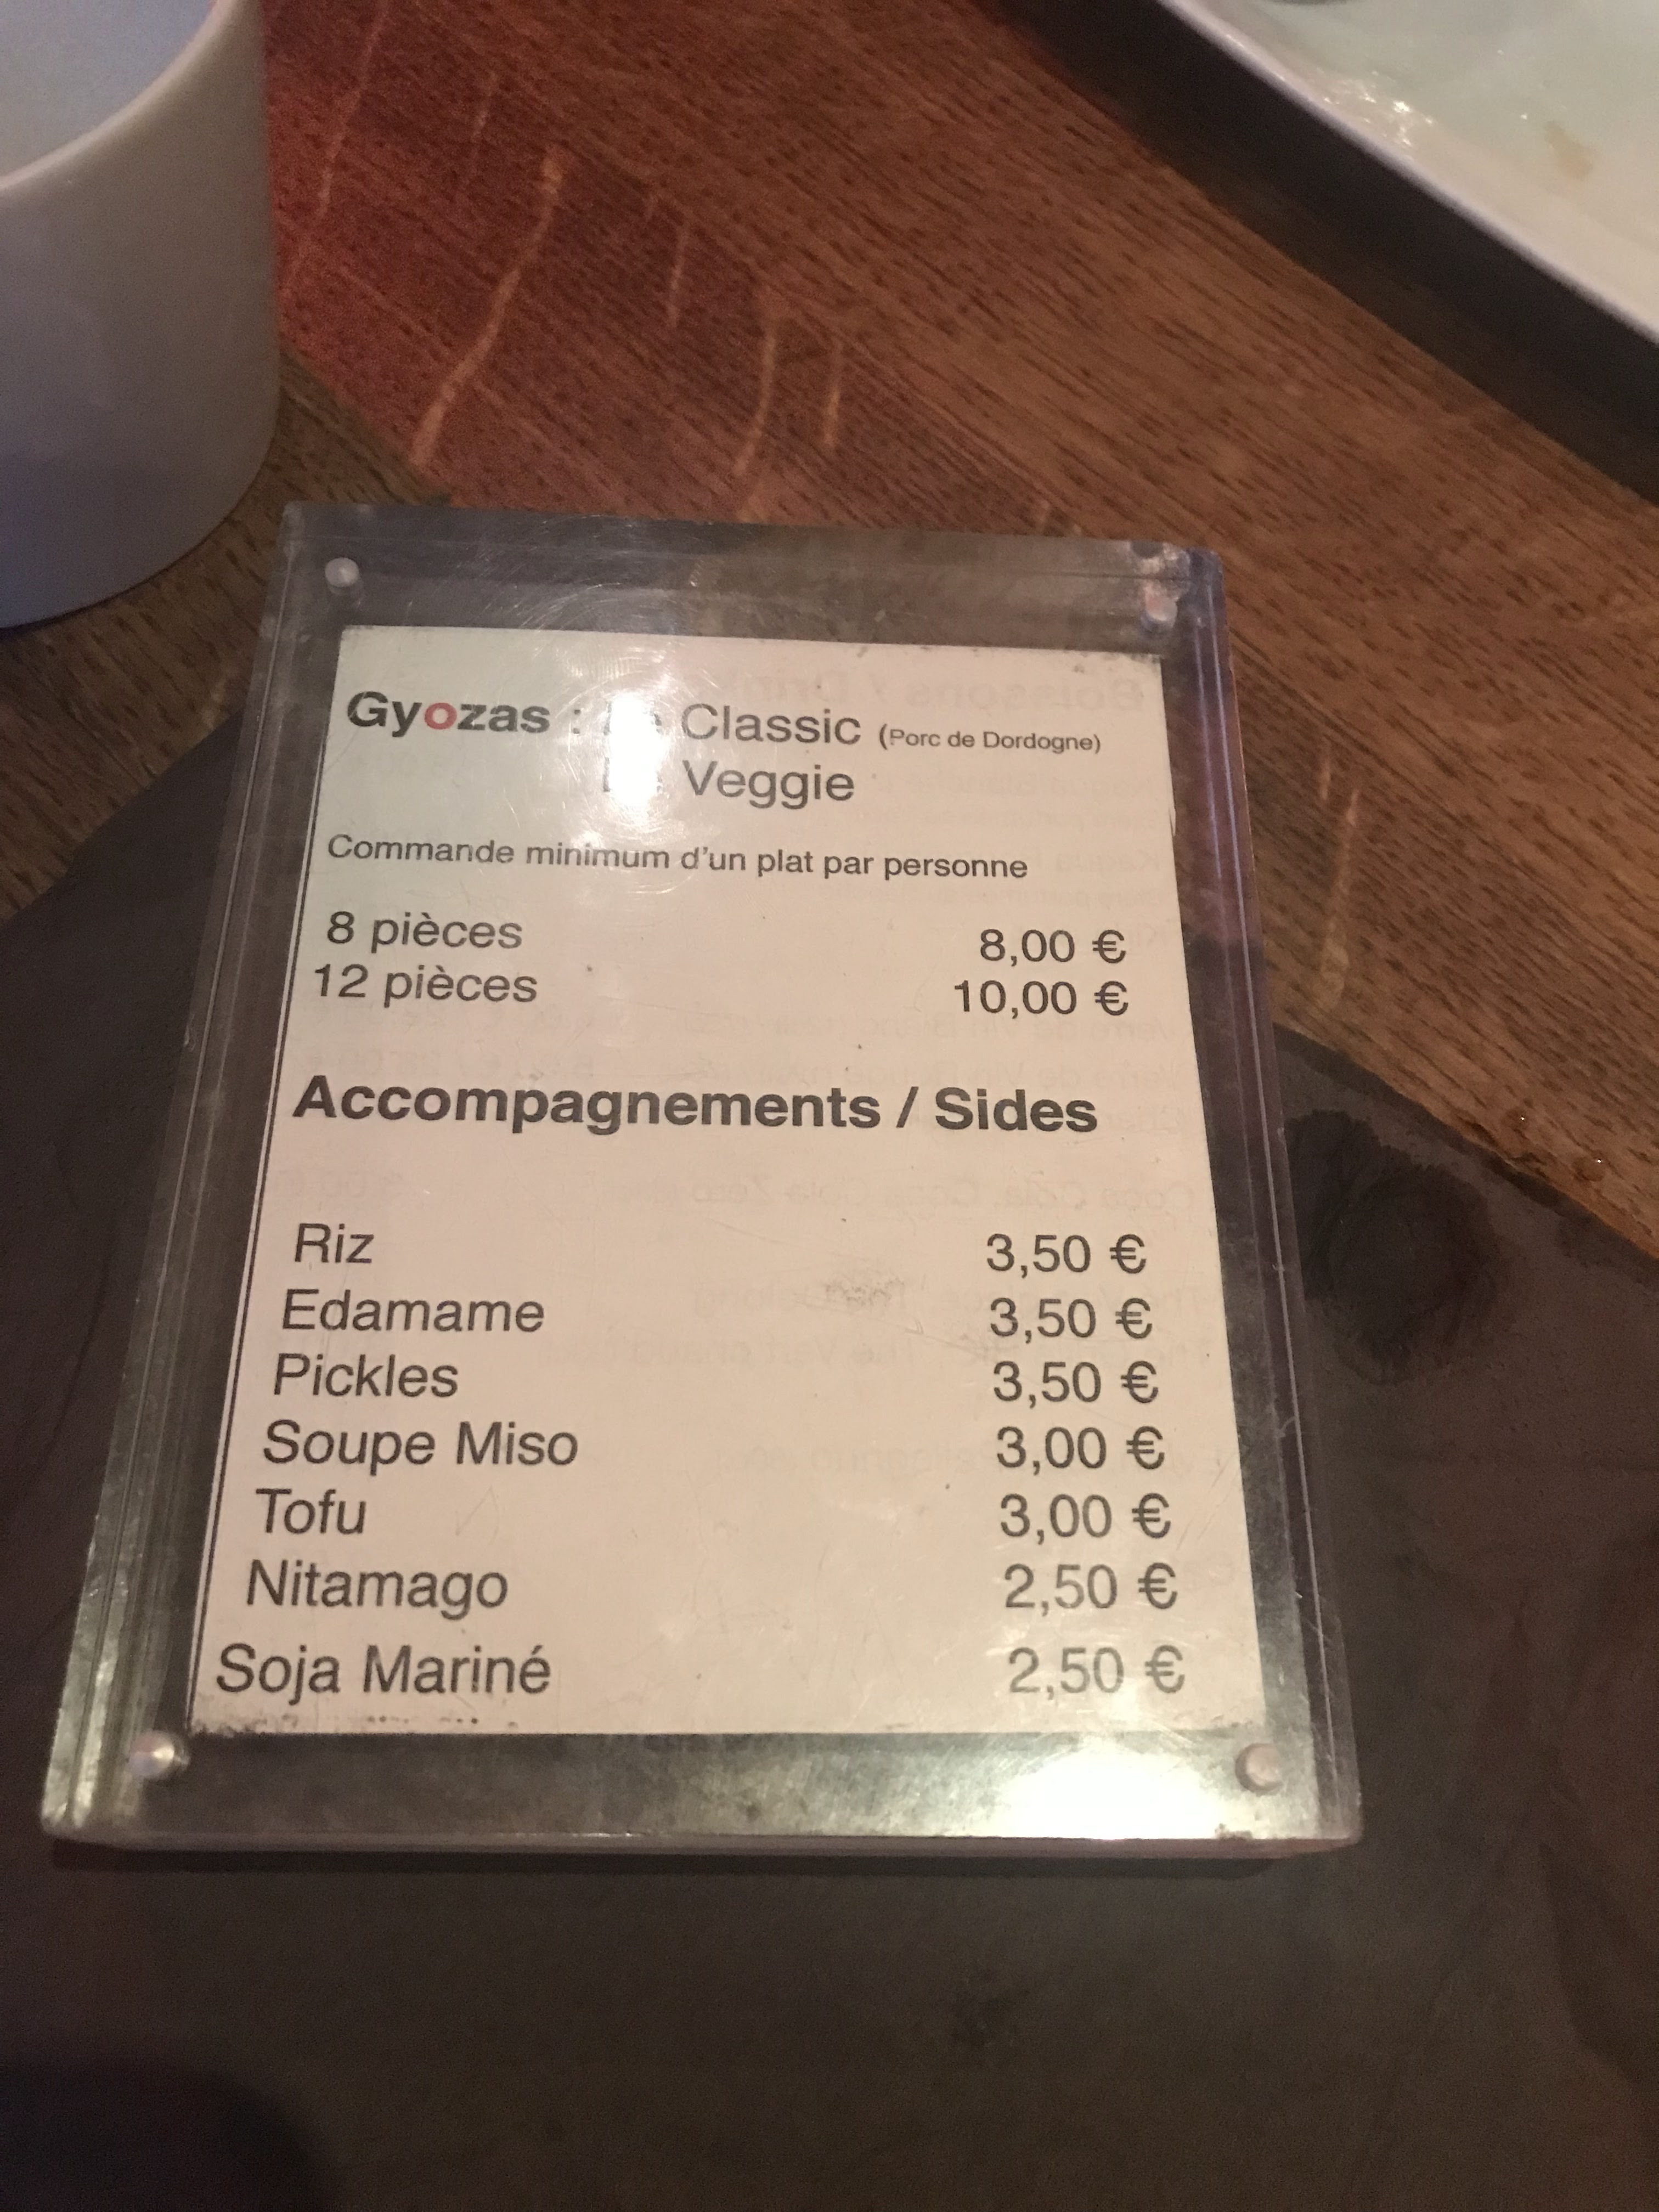 Gyozas : Le Classic (Porc de Dordogne)
Le Veggie
Commande minimum d'un plat par personne
8 pièces 8,00 €
12 pièces 10,00 €
Accompagnements / Sides
Riz 3,50 €
Edamame 3,50 €
Pickles 3,50 €
Soupe Miso 3,00 €
Tofu 3,00 €
Nitamago 2,50 €
Soja Mariné 2,50 €